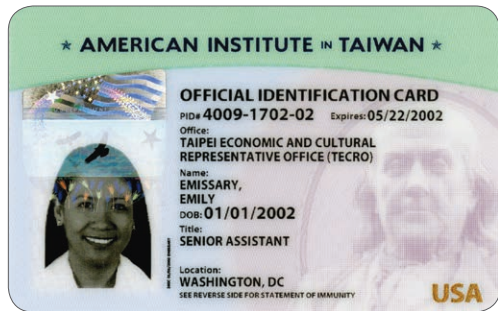 ★ AMERICAN INSTITUTE IN TAIWAN ★
OFFICIAL IDENTIFICATION CARD
PID# 4009-1702-02 Expires: 05/22/2002
Office:
TAIPEI ECONOMIC AND CULTURAL
REPRESENTATIVE OFFICE (TECRO)
Name:
EMISSARY,
EMILY
DOB: 01/01/2002
Title:
SENIOR ASSISTANT
Location:
WASHINGTON, DC
SEE REVERSE SIDE FOR STATEMENT OF IMMUNITY
USA